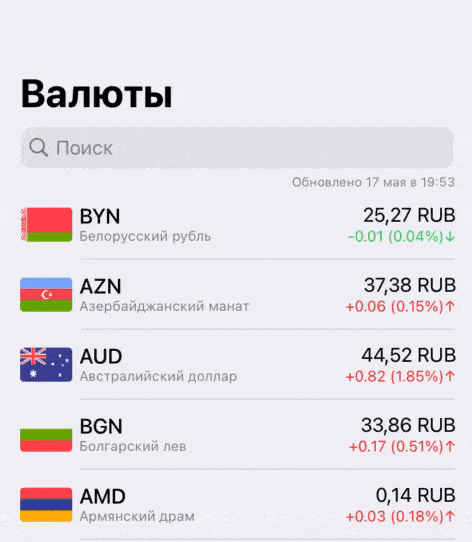 Валюты
Поиск
Обновлено 17 мая в 19:53
BYN 25,27 RUB
Белорусский рубль -0.01 (0.04%)↓
AZN 37,38 RUB
Азербайджанский манат +0.06 (0.15%)↑
AUD 44,52 RUB
Австралийский доллар +0.82 (1.85%)↑
BGN 33,86 RUB
Болгарский лев +0.17 (0.51%)↑
AMD 0,14 RUB
Армянский драм +0.03 (0.18%)↑